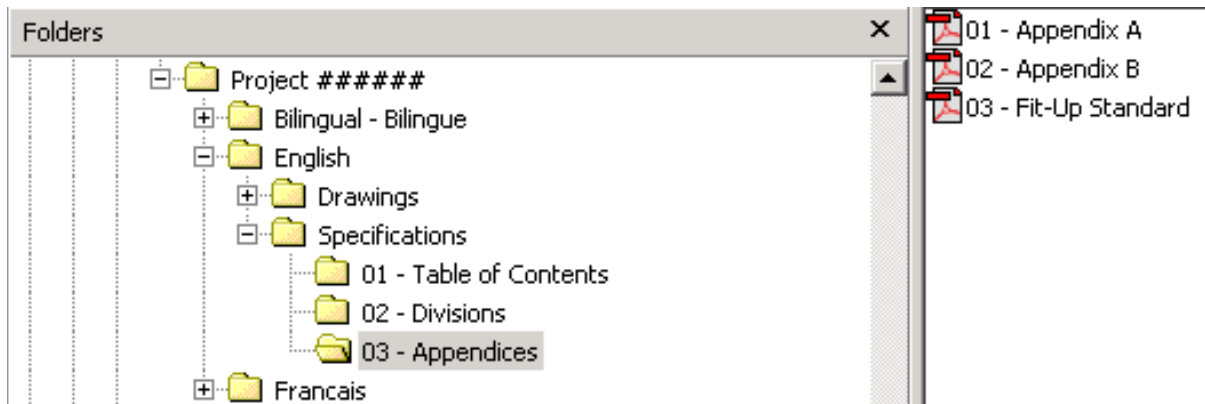 Folders
Project ######
Bilingual - Bilingue
English
Drawings
Specifications
01 - Table of Contents
02 - Divisions
03 - Appendices
Francais
01 - Appendix A
02 - Appendix B
03 - Fit-Up Standard